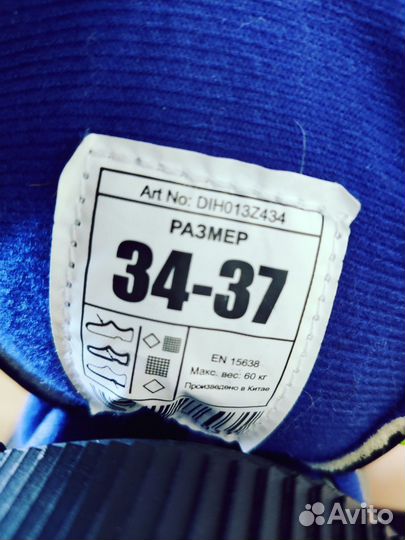 Art No: DIH013Z434
РАЗМЕР
34-37
EN 15638
Макс. вес: 60 кг
Произведено в Китае
Avito